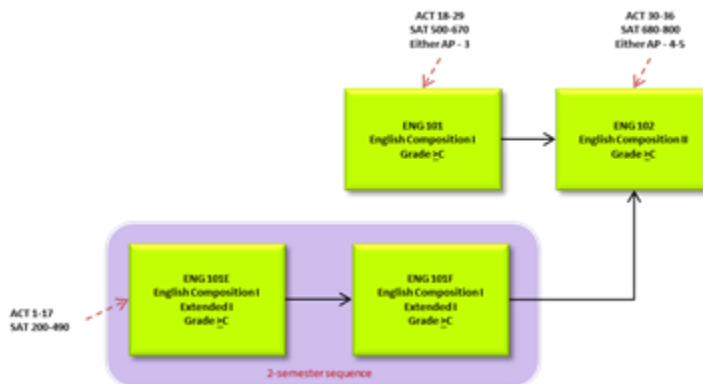 ACT 18-29
SAT 500-670
Either AP - 3
ACT 30-36
SAT 680-800
Either AP - 4-5
ENG 101
English Composition I
Grade ≥C
ENG 102
English Composition II
Grade ≥C
ACT 1-17
SAT 200-490
ENG 101E
English Composition I
Extended I
Grade ≥C
ENG 101F
English Composition I
Extended I
Grade ≥C
2-semester sequence